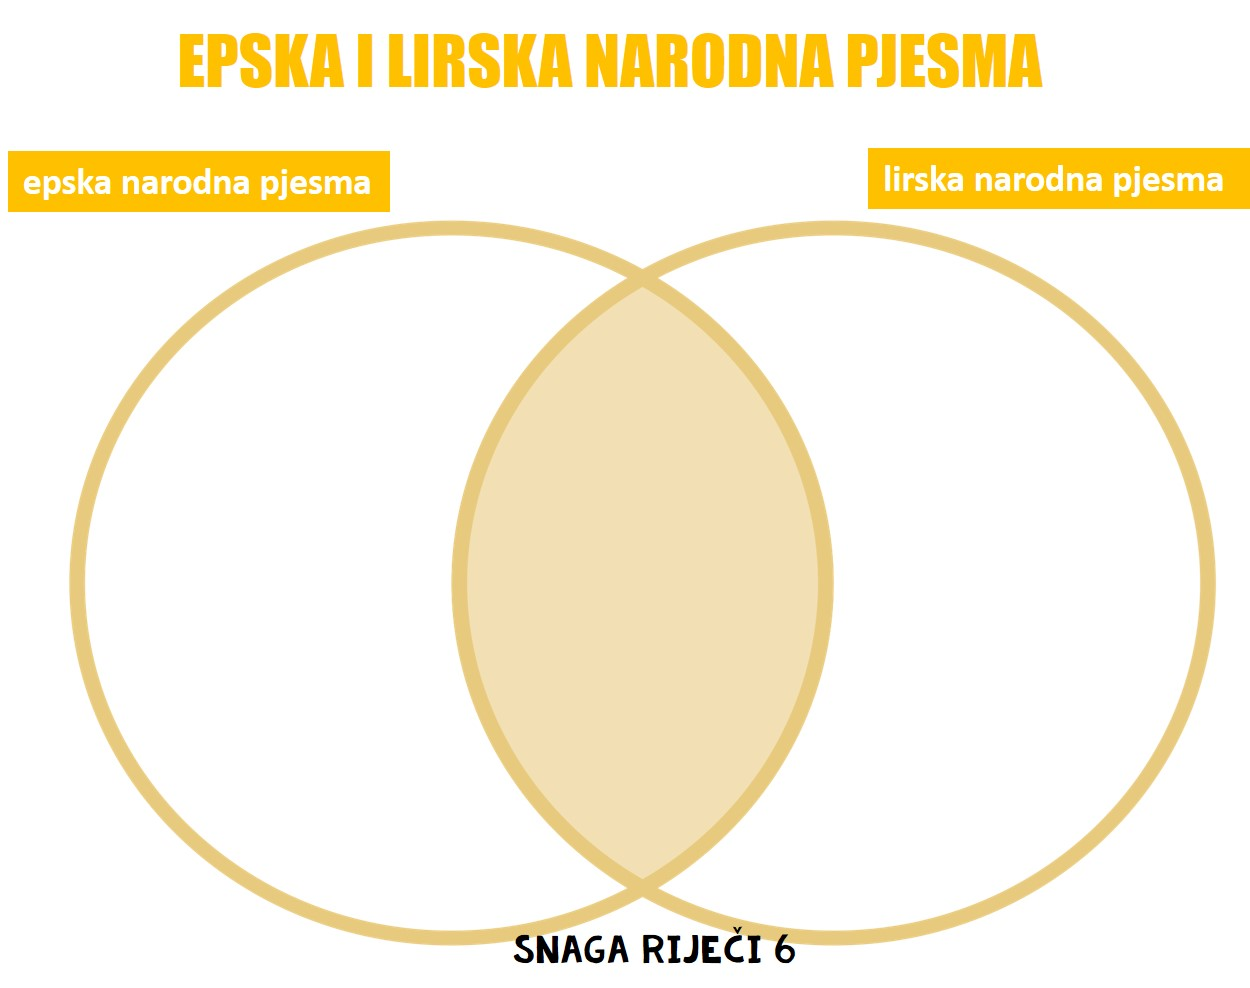 EPSKA I LIRSKA NARODNA PJESMA
epska narodna pjesma
lirska narodna pjesma
SNAGA RIJEČI 6